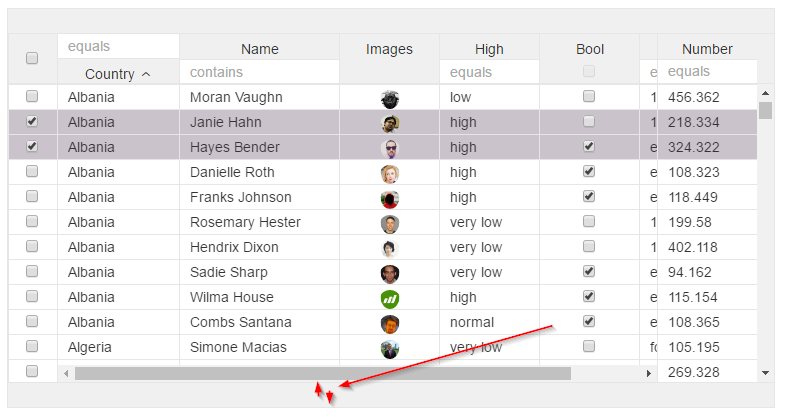 equals Name Images High Bool Number
Country contains equals e equals
Albania Moran Vaughn low 1 456.362
Albania Janie Hahn high 1 218.334
Albania Hayes Bender high e 324.322
Albania Danielle Roth high e 108.323
Albania Franks Johnson high e 118.449
Albania Rosemary Hester very low 1 199.58
Albania Hendrix Dixon very low 1 402.118
Albania Sadie Sharp very low e 94.162
Albania Wilma House high e 115.154
Albania Combs Santana normal e 108.365
Algeria Simone Macias very low fo 105.195
269.328